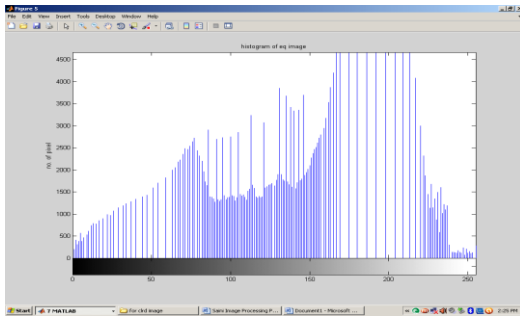 Figure 5
File Edit View Insert Tools Desktop Window Help
histogram of eq image
no. of pixel
4500
4000
3500
3000
2500
2000
1500
1000
500
0
0 50 100 150 200 250
Start 7 MATLAB For clrd image Sami Image Processing P... Document1 - Microsoft ... 2:25 PM